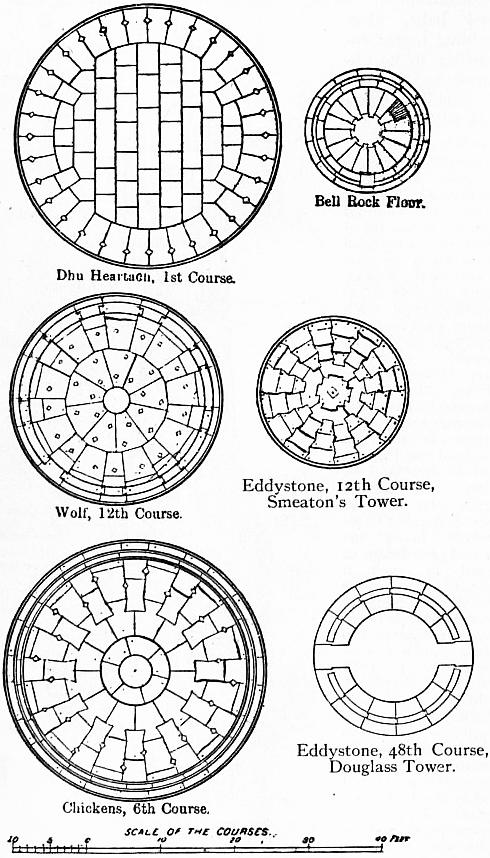 Dhu Heartach, 1st Course.
Bell Rock Floor.
Wolf, 12th Course.
Eddystone, 12th Course,
Smeaton's Tower.
Chickens, 6th Course.
Eddystone, 48th Course,
Douglass Tower.
SCALE OF THE COURSES.
10 5 0 10 20 30 40 FEET